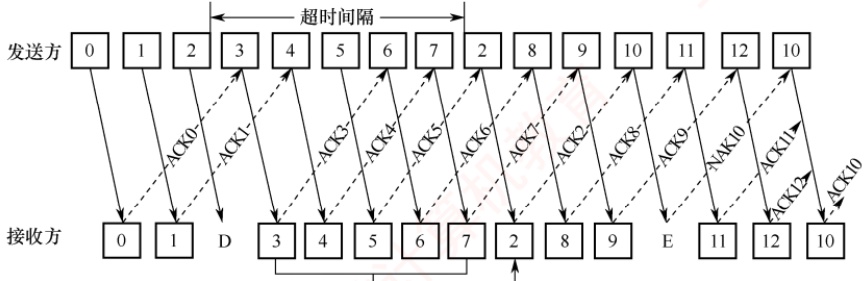 超时间隔
发送方 0 1 2 3 4 5 6 7 2 8 9 10 11 12 10
ACK0 ACK1 ACK3 ACK4 ACK5 ACK6 ACK7 ACK2 ACK8 ACK9 NAK10 ACK11 ACK12 ACK10
接收方 0 1 D 3 4 5 6 7 2 8 9 E 11 12 10